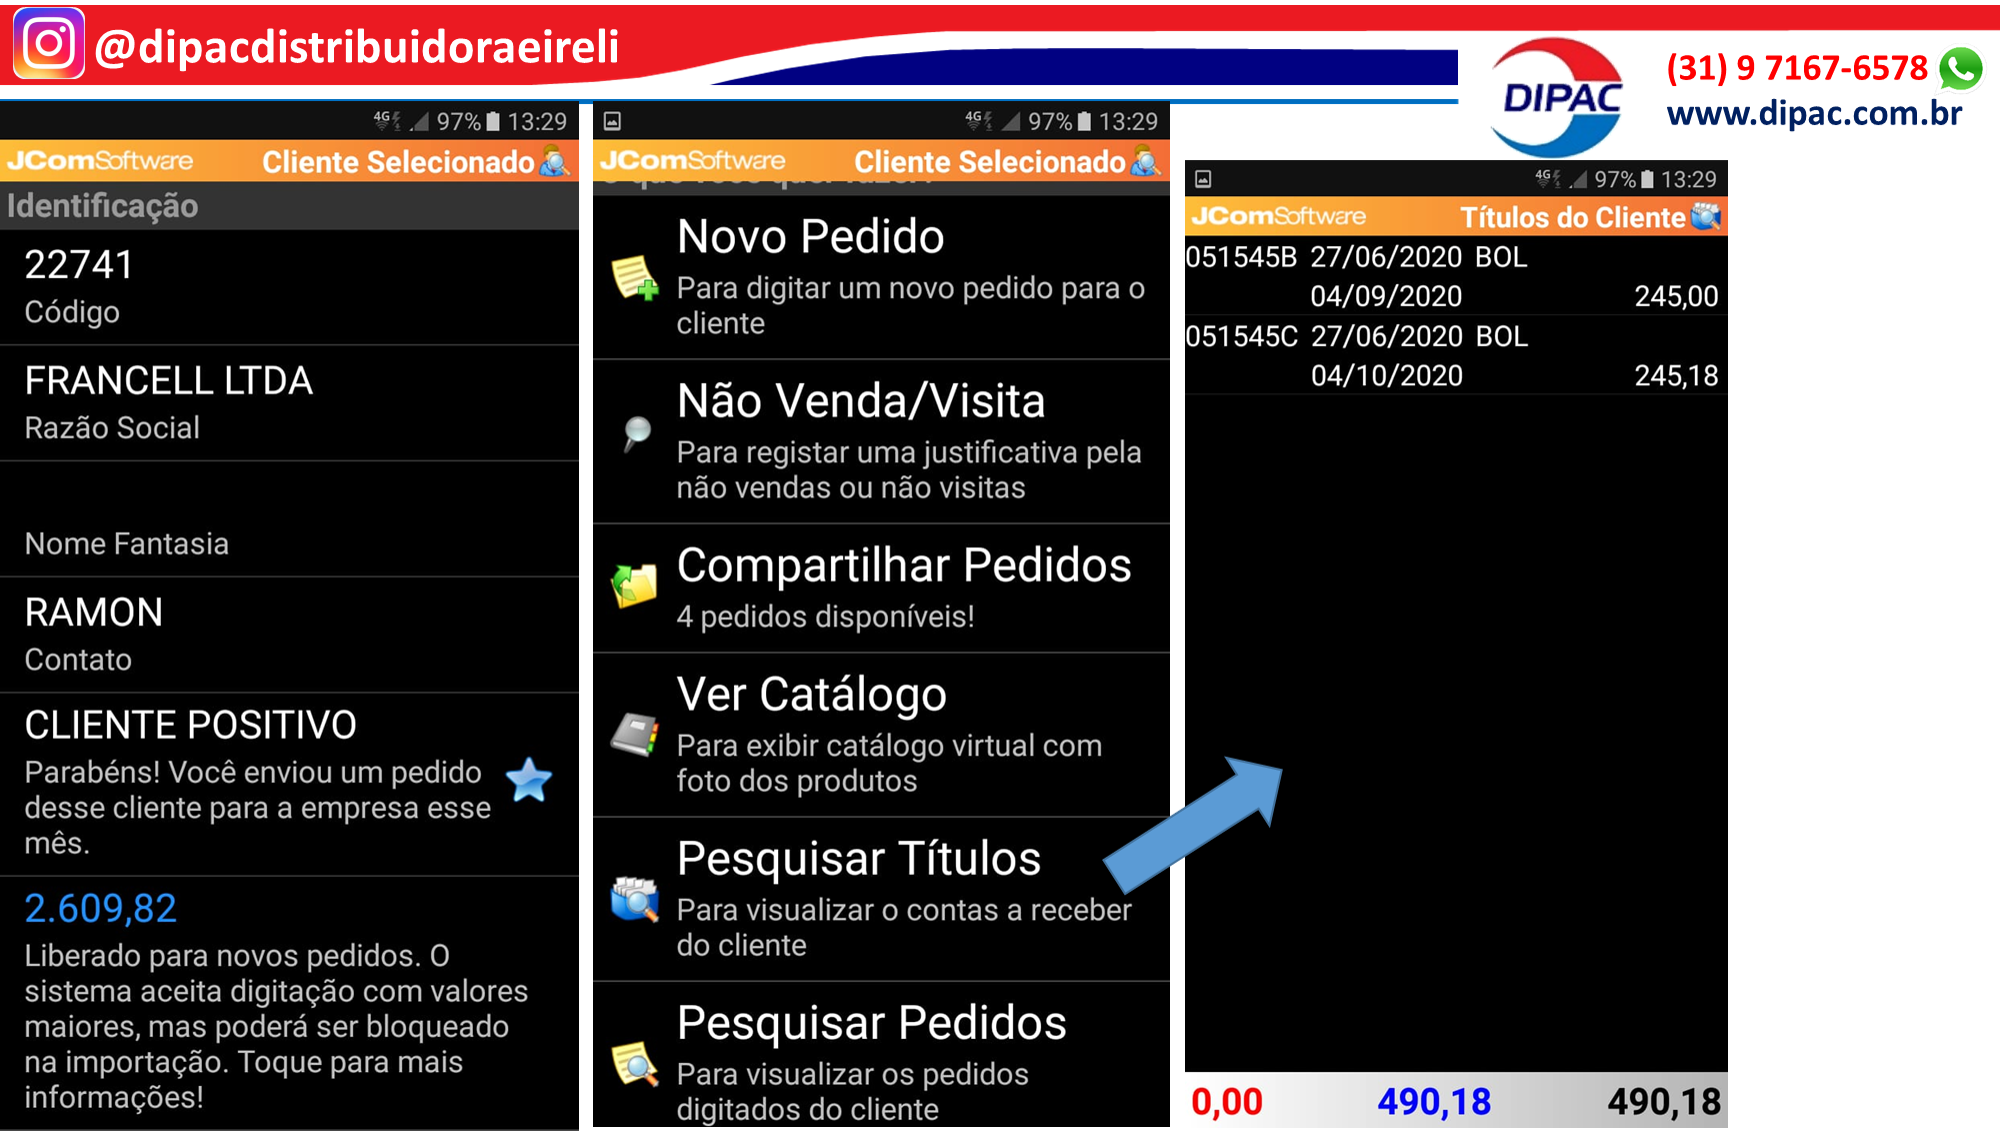 @dipacdistribuidoraeireli
DIPAC
(31) 9 7167-6578
www.dipac.com.br
4G 97% 13:29
JComSoftware Cliente Selecionado
Identificação
22741
Código
FRANCELL LTDA
Razão Social
Nome Fantasia
RAMON
Contato
CLIENTE POSITIVO
Parabéns! Você enviou um pedido
desse cliente para a empresa esse
mês.
2.609,82
Liberado para novos pedidos. O
sistema aceita digitação com valores
maiores, mas poderá ser bloqueado
na importação. Toque para mais
informações!
4G 97% 13:29
JComSoftware Cliente Selecionado
Novo Pedido
Para digitar um novo pedido para o
cliente
Não Venda/Visita
Para registar uma justificativa pela
não vendas ou não visitas
Compartilhar Pedidos
4 pedidos disponíveis!
Ver Catálogo
Para exibir catálogo virtual com
foto dos produtos
Pesquisar Títulos
Para visualizar o contas a receber
do cliente
Pesquisar Pedidos
Para visualizar os pedidos
digitados do cliente
4G 97% 13:29
JComSoftware Títulos do Cliente
051545B 27/06/2020 BOL
04/09/2020 245,00
051545C 27/06/2020 BOL
04/10/2020 245,18
0,00 490,18 490,18